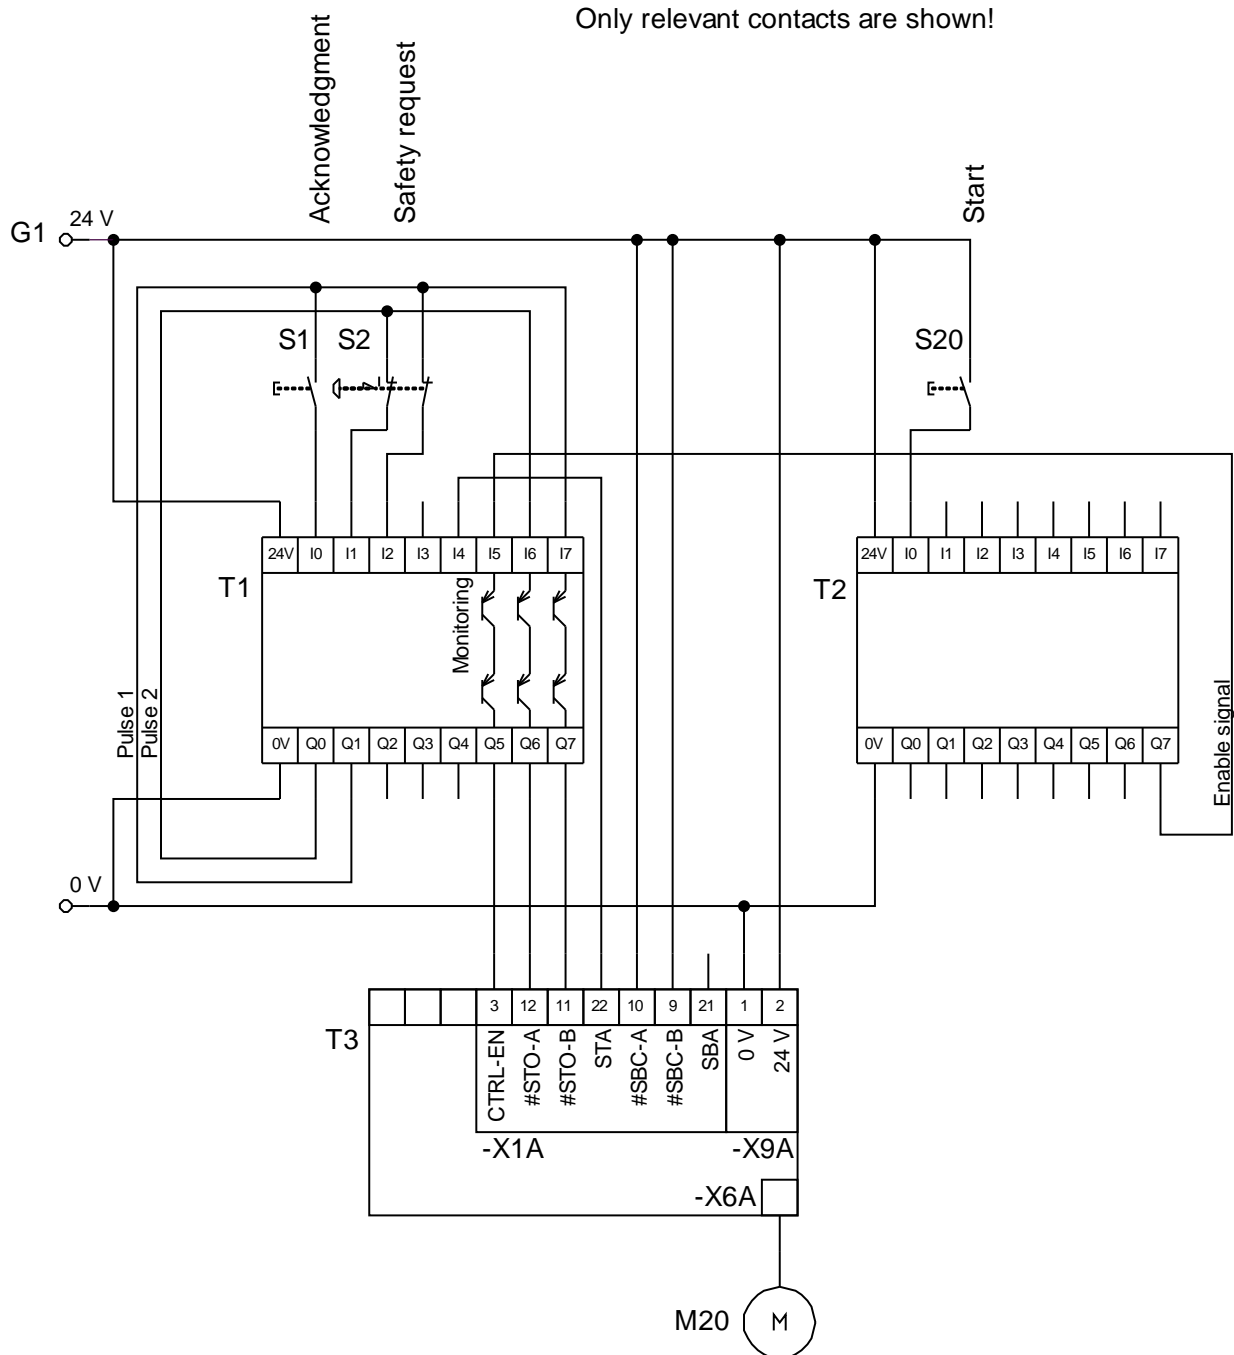 Only relevant contacts are shown!
Acknowledgment
Safety request
Start
G1
24 V
S1
S2
S20
24V I0 I1 I2 I3 I4 I5 I6 I7
T1
Monitoring
Pulse 1
Pulse 2
0V Q0 Q1 Q2 Q3 Q4 Q5 Q6 Q7
24V I0 I1 I2 I3 I4 I5 I6 I7
T2
0V Q0 Q1 Q2 Q3 Q4 Q5 Q6 Q7
Enable signal
0 V
T3
3 12 11 22 10 9 21 1 2
CTRL-EN
#STO-A
#STO-B
STA
#SBC-A
#SBC-B
SBA
0 V
24 V
-X1A
-X9A
-X6A
M20
M